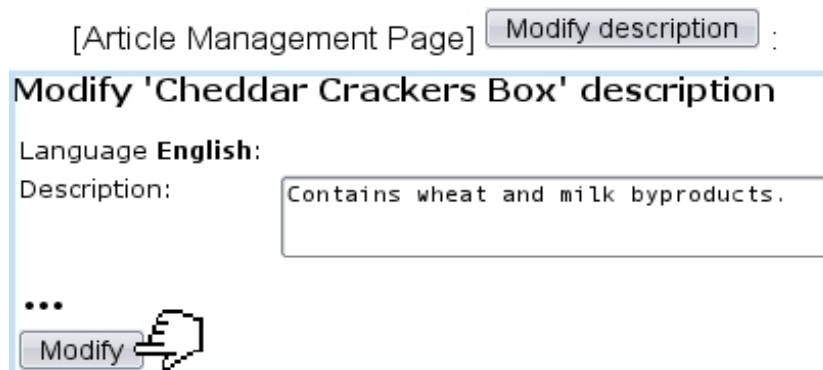 [Article Management Page] Modify description :
Modify 'Cheddar Crackers Box' description
Language English:
Description: Contains wheat and milk byproducts.
•••
Modify